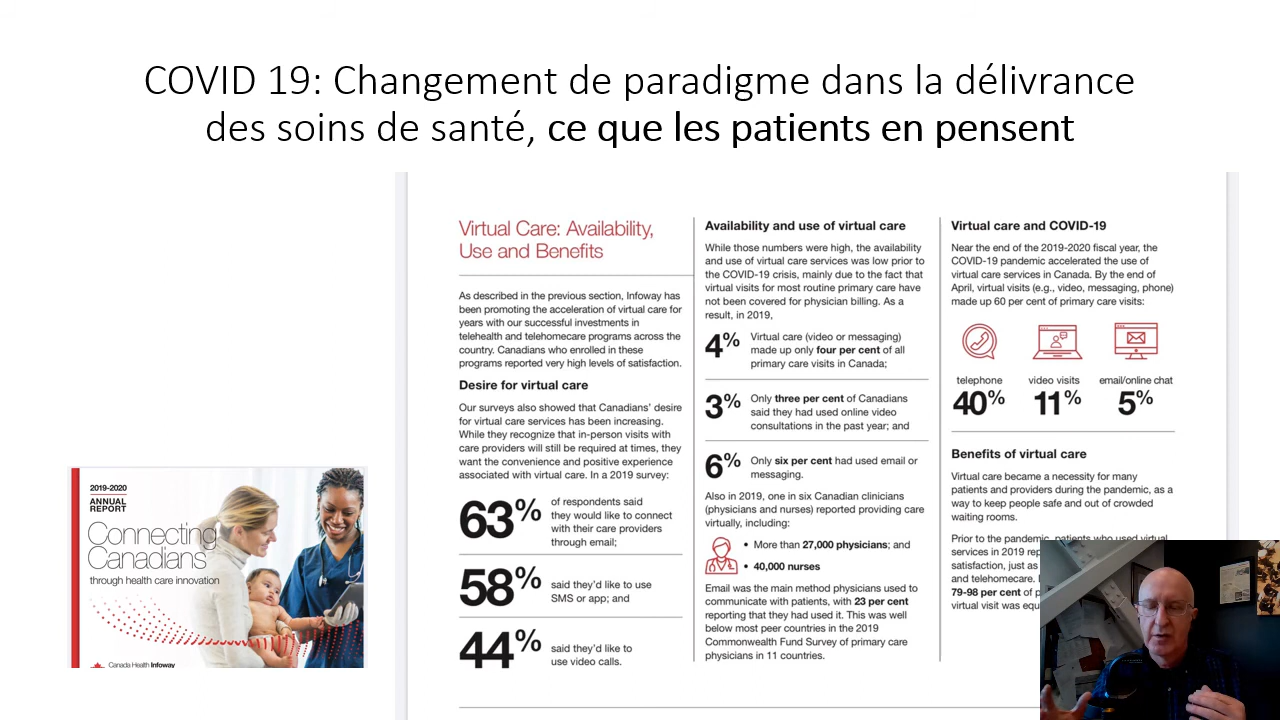 COVID 19: Changement de paradigme dans la délivrance
des soins de santé, ce que les patients en pensent
Virtual Care: Availability,
Use and Benefits
As described in the previous section, Infoway has
been promoting the acceleration of virtual care for
years with our successful investments in
telehealth and telehomecare programs across the
country. Canadians who enrolled in these
programs reported very high levels of satisfaction.
Desire for virtual care
Our surveys also showed that Canadians’ desire
for virtual care services has been increasing.
While they recognize that in-person visits with
care providers will still be required at times, they
want the convenience and positive experience
associated with virtual care. In a 2019 survey:
63%
of respondents said
they would like to connect
with their care providers
through email;
58%
said they’d like to use
SMS or app; and
44%
said they’d like to
use video calls.
Availability and use of virtual care
While those numbers were high, the availability
and use of virtual care services was low prior to
the COVID-19 crisis, mainly due to the fact that
virtual visits for most routine primary care have
not been covered for physician billing. As a
result, in 2019,
4%
Virtual care (video or messaging)
made up only four per cent of all
primary care visits in Canada;
3%
Only three per cent of Canadians
said they had used online video
consultations in the past year; and
6%
Only six per cent had used email or
messaging.
Also in 2019, one in six Canadian clinicians
(physicians and nurses) reported providing care
virtually, including:
• More than 27,000 physicians; and
• 40,000 nurses
Email was the main method physicians used to
communicate with patients, with 23 per cent
reporting that they had used it. This was well
below most peer countries in the 2019
Commonwealth Fund Survey of primary care
physicians in 11 countries.
Virtual care and COVID-19
Near the end of the 2019-2020 fiscal year, the
COVID-19 pandemic accelerated the use of
virtual care services in Canada. By the end of
April, virtual visits (e.g., video, messaging, phone)
made up 60 per cent of primary care visits:
telephone
40%
video visits
11%
email/online chat
5%
Benefits of virtual care
Virtual care became a necessity for many
patients and providers during the pandemic, as a
way to keep people safe and out of crowded
waiting rooms.
Prior to the pandemic, patients who used virtual
services in 2019 rep
satisfaction, just as
and telehomecare.
79-98 per cent of p
virtual visit was equ
2019-2020
ANNUAL
REPORT
Connecting
Canadians
through health care innovation
Canada Health Infoway